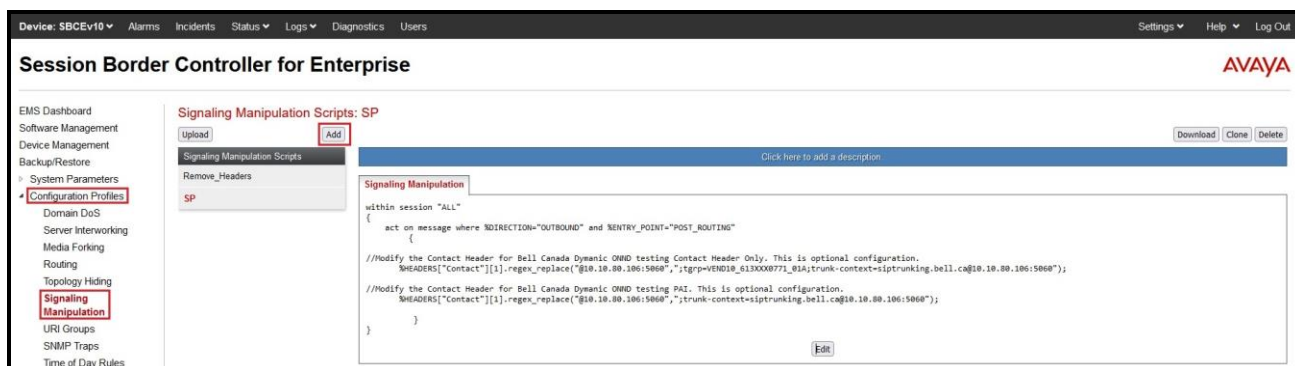 Device: SBCEv10 Alarms Incidents Status Logs Diagnostics Users Settings Help Log Out
Session Border Controller for Enterprise
AVAYA
EMS Dashboard
Software Management
Device Management
Backup/Restore
System Parameters
Configuration Profiles
Domain DoS
Server Interworking
Media Forking
Routing
Topology Hiding
Signaling
Manipulation
URI Groups
SNMP Traps
Time of Day Rules
Signaling Manipulation Scripts: SP
Upload Add Download Clone Delete
Signaling Manipulation Scripts
Remove_Headers
SP
Click here to add a description.
Signaling Manipulation
within session "ALL"
{
act on message where %DIRECTION="OUTBOUND" and %ENTRY_POINT="POST_ROUTING"
{
//Modify the Contact Header for Bell Canada Dymanic ONND testing Contact Header Only. This is optional configuration.
%HEADERS["Contact"][1].regex_replace("@10.10.80.106:5060",";tgrp=VEND10_613XXX0771_01A;trunk-context=siptrunking.bell.ca@10.10.80.106:5060");
//Modify the Contact Header for Bell Canada Dymanic ONND testing PAI. This is optional configuration.
%HEADERS["Contact"][1].regex_replace("@10.10.80.106:5060",";trunk-context=siptrunking.bell.ca@10.10.80.106:5060");
}
}
Edit